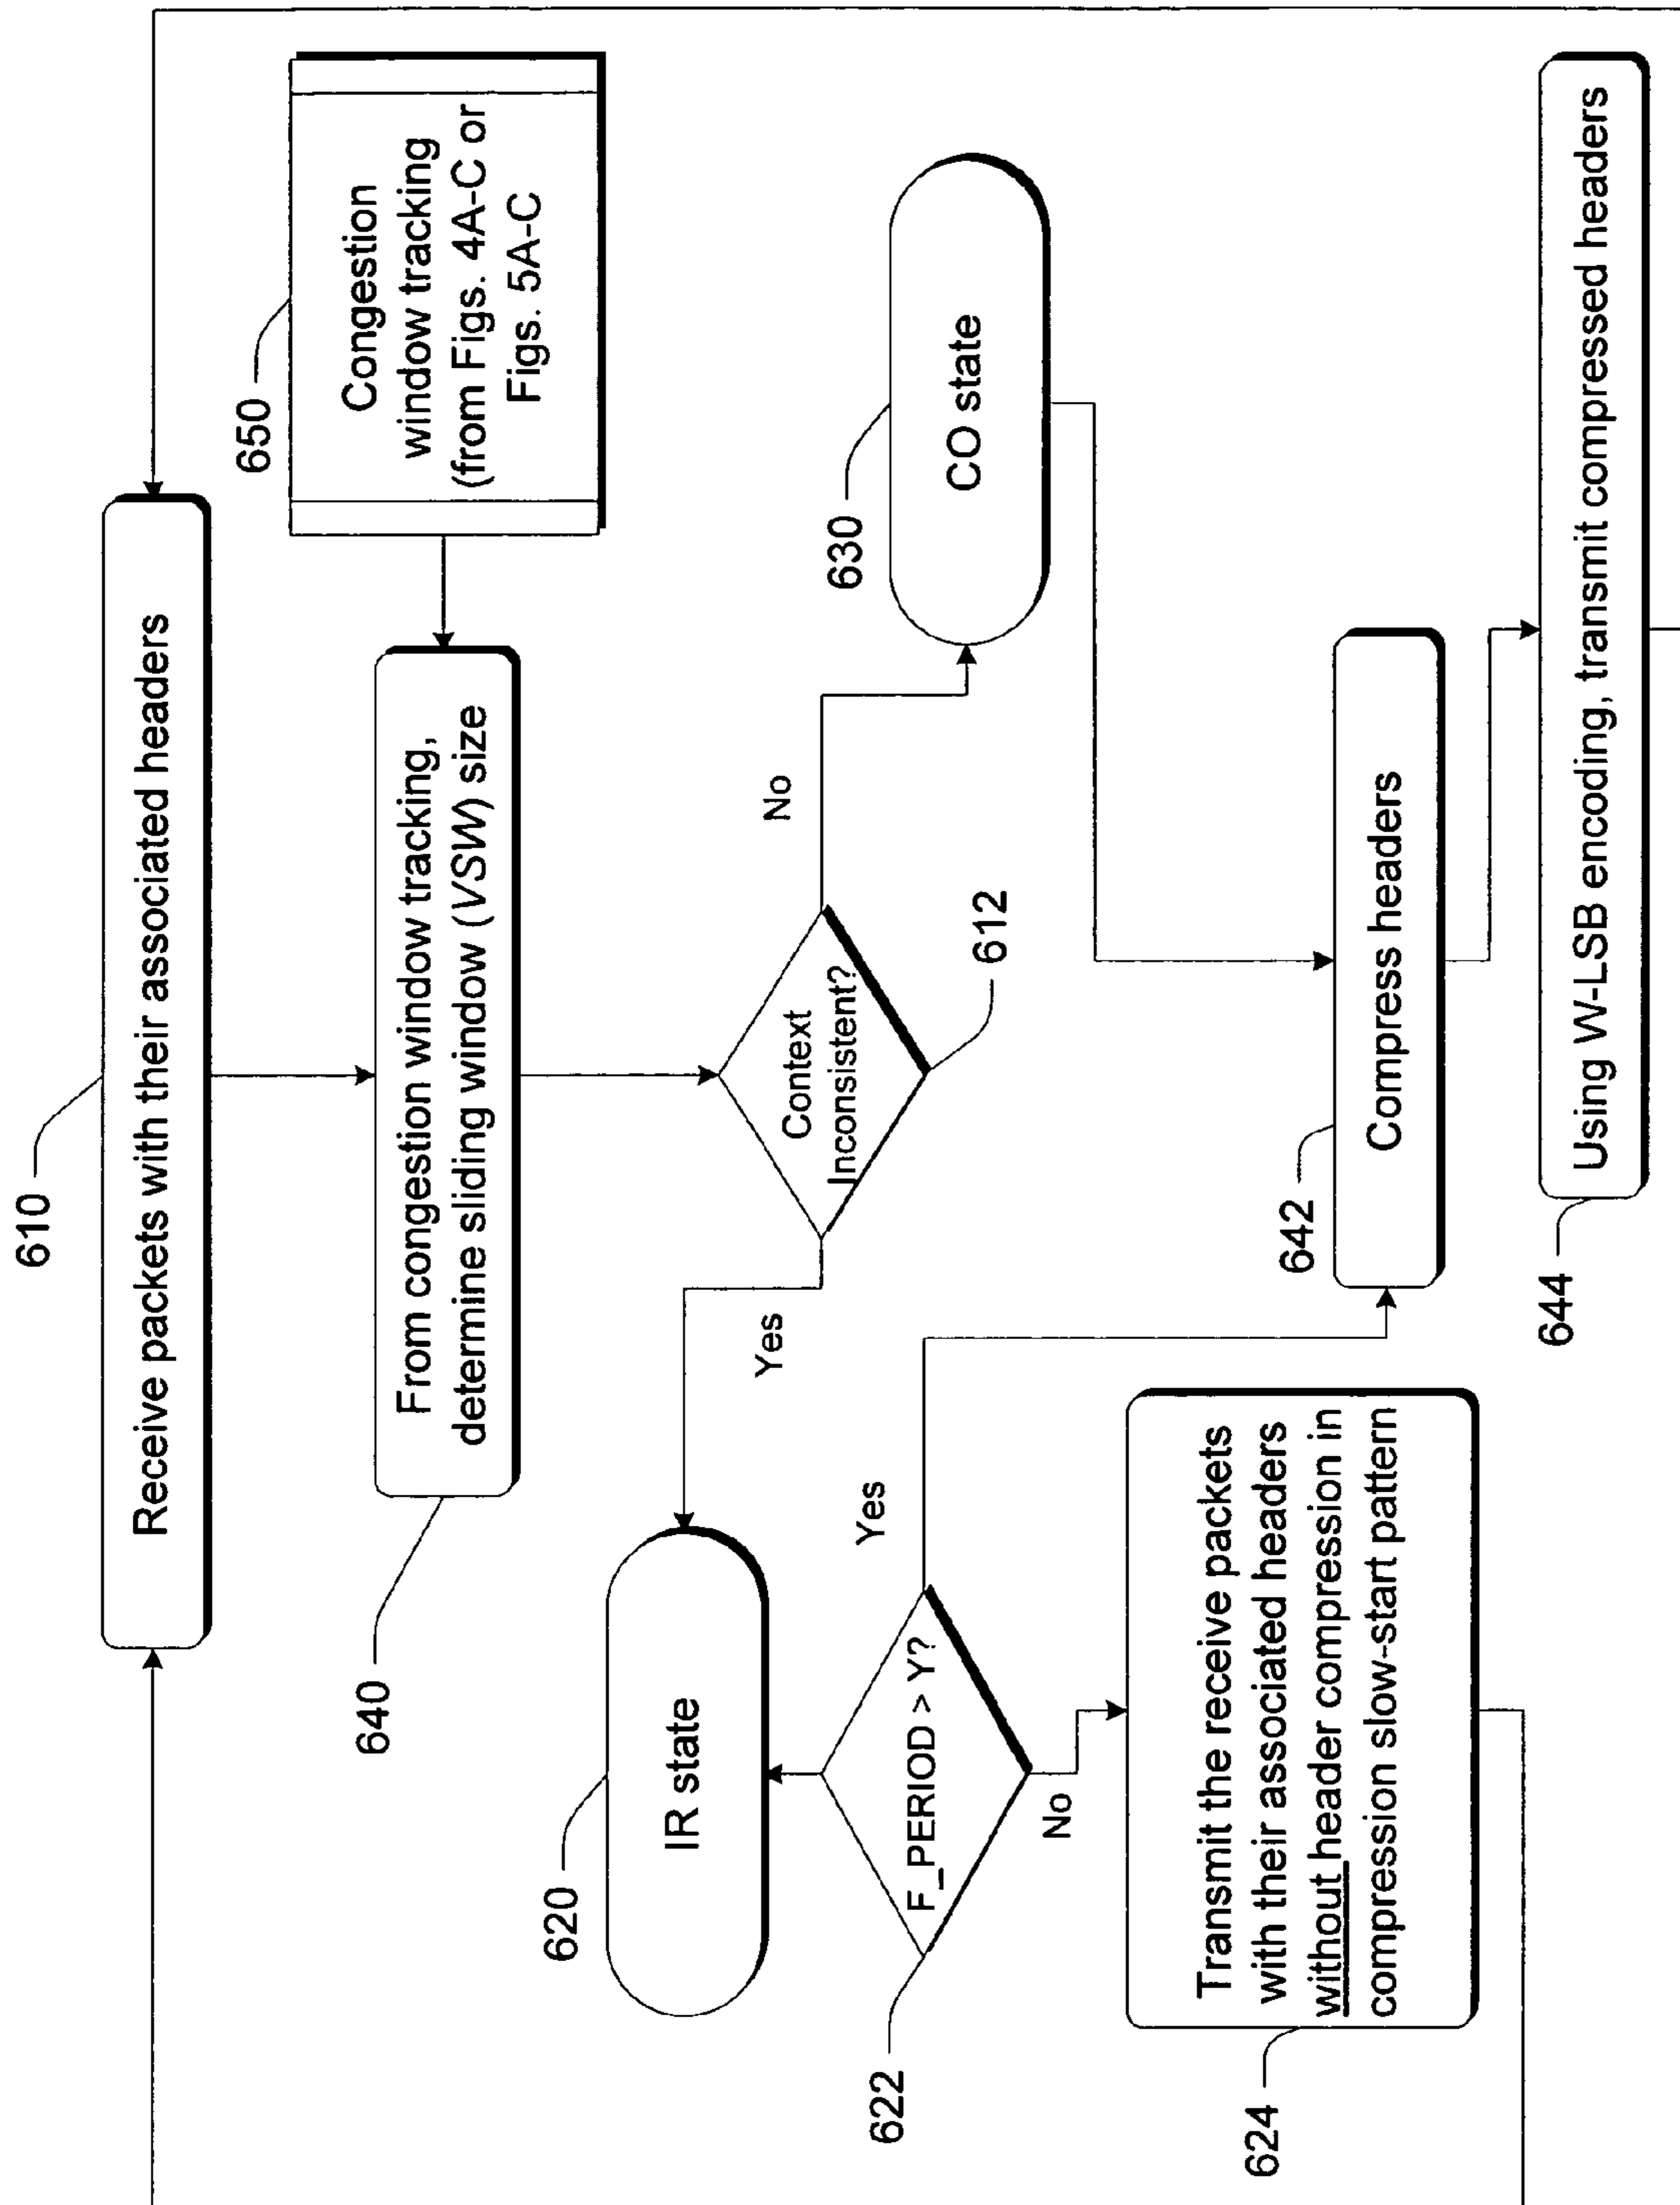 610
Receive packets with their associated headers
650
Congestion
window tracking
(from Figs. 4A-C or
Figs. 5A-C
640
From congestion window tracking,
determine sliding window (VSW) size
Context
Inconsistent?
612
Yes
No
620
IR state
630
CO state
622
F_PERIOD > Y?
Yes
No
624
Transmit the receive packets
with their associated headers
without header compression in
compression slow-start pattern
642
Compress headers
644
Using W-LSB encoding, transmit compressed headers